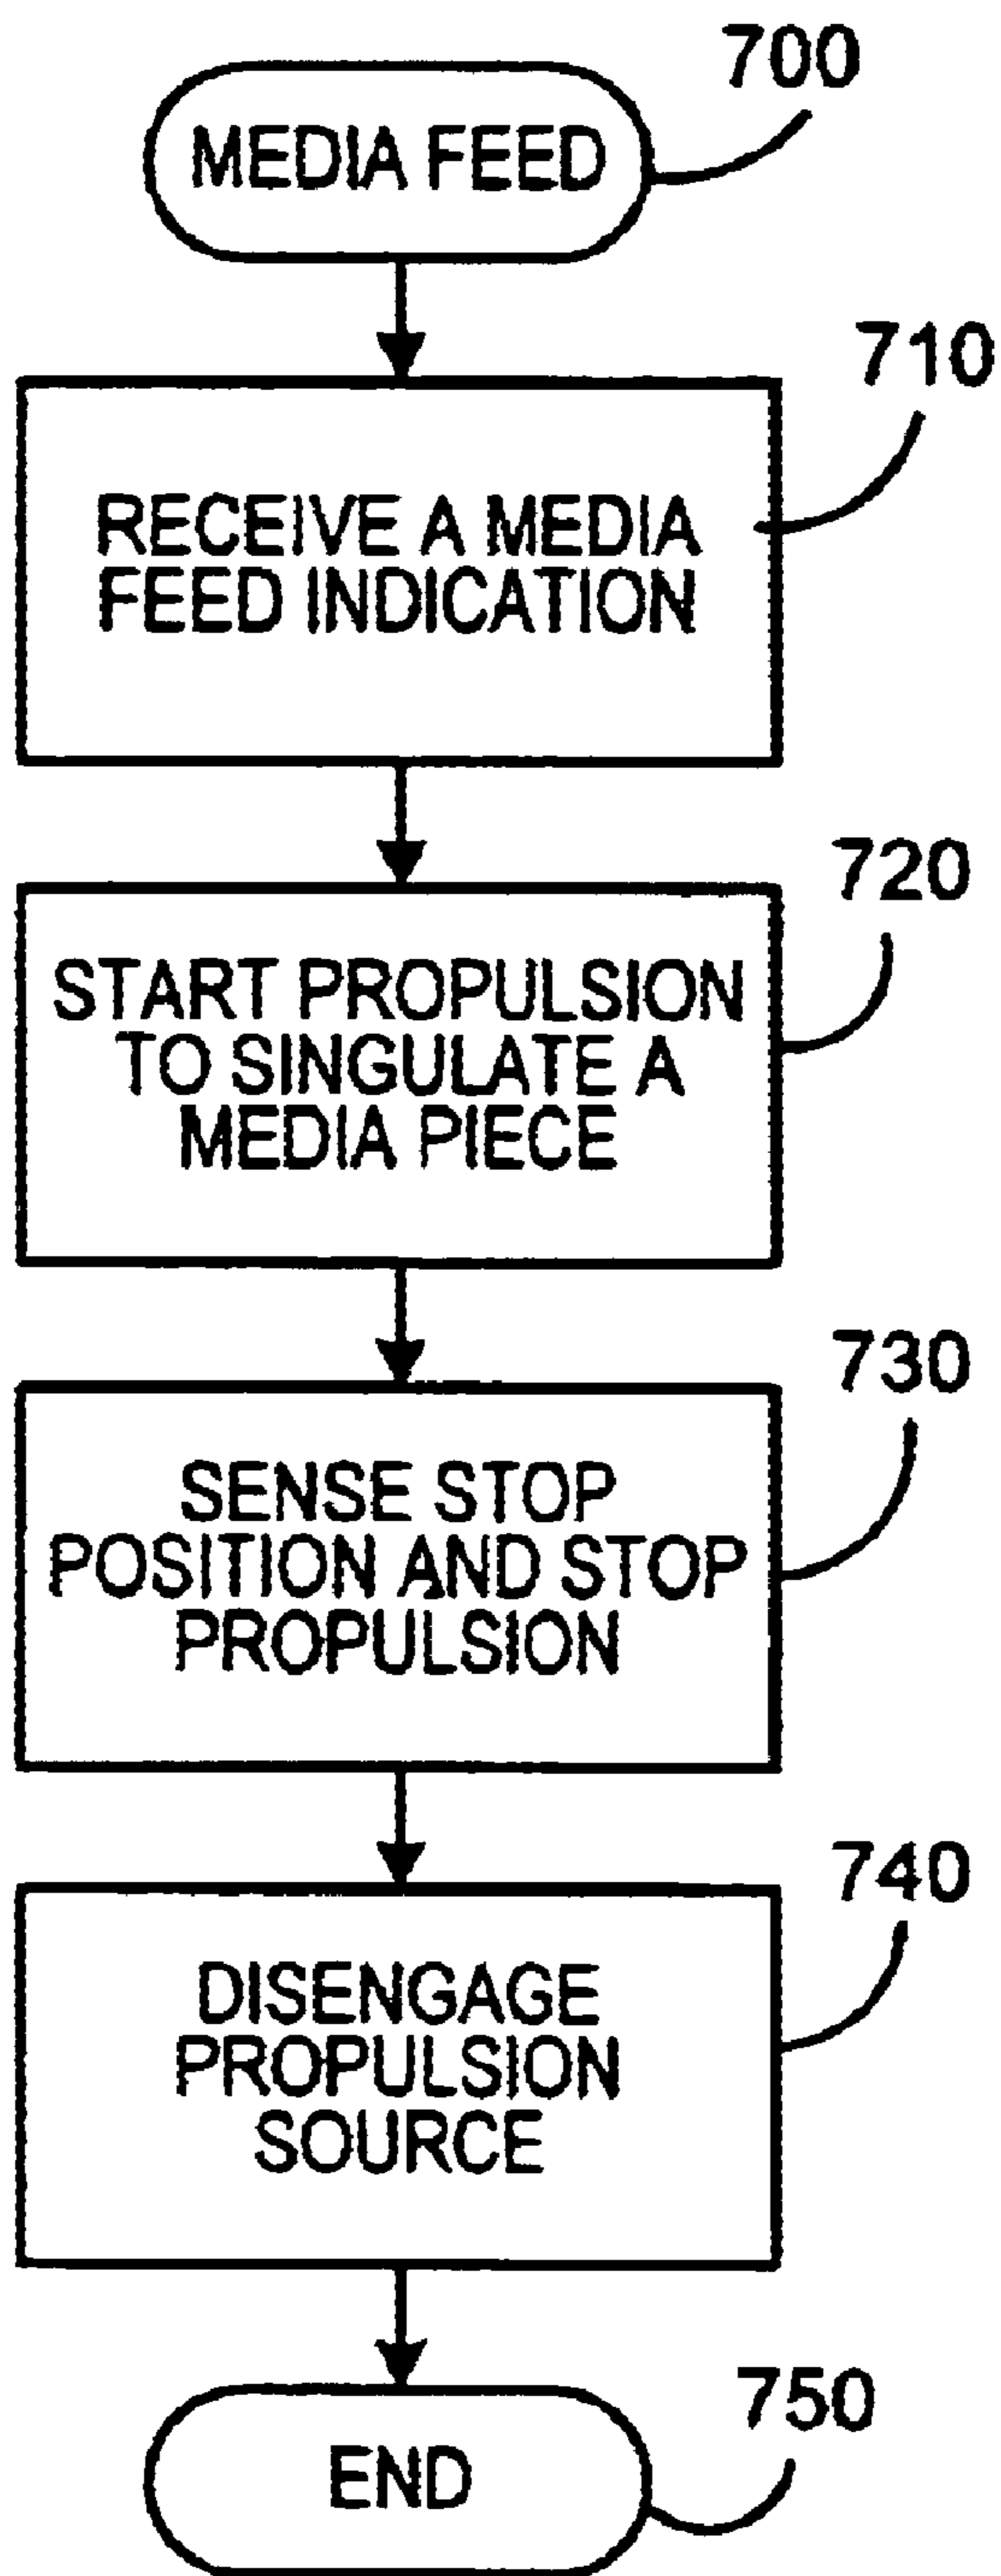 700
MEDIA FEED
710
RECEIVE A MEDIA
FEED INDICATION
720
START PROPULSION
TO SINGULATE A
MEDIA PIECE
730
SENSE STOP
POSITION AND STOP
PROPULSION
740
DISENGAGE
PROPULSION
SOURCE
750
END